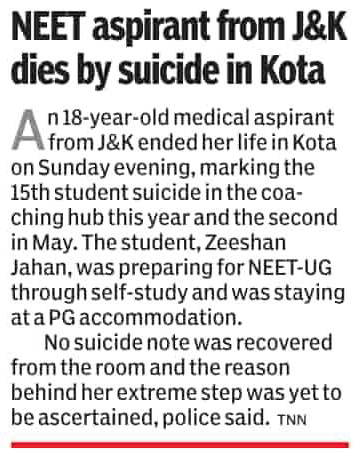 NEET aspirant from J&K
dies by suicide in Kota
An 18-year-old medical aspirant
from J&K ended her life in Kota
on Sunday evening, marking the
15th student suicide in the coa-
ching hub this year and the second
in May. The student, Zeeshan
Jahan, was preparing for NEET-UG
through self-study and was staying
at a PG accommodation.
No suicide note was recovered
from the room and the reason
behind her extreme step was yet to
be ascertained, police said. TNN